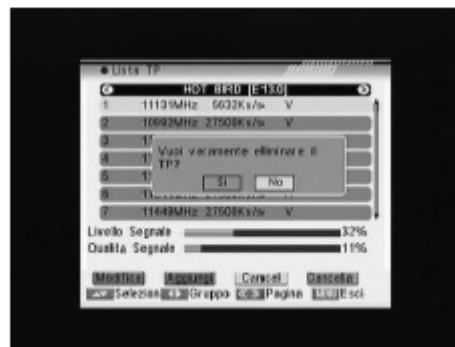 Lista TP
HOT BIRD [E13.0]
1 11131MHz 5632Ks/s V
2 10992MHz 27500Ks/s V
3
Vuoi veramente eliminare il
TP?
Si No
6
7 11449MHz 27500Ks/s V
Livello Segnale 32%
Qualità Segnale 11%
Modifica Aggiungi Cancel Cancella
Selezion Gruppo Pagina MENU Esci